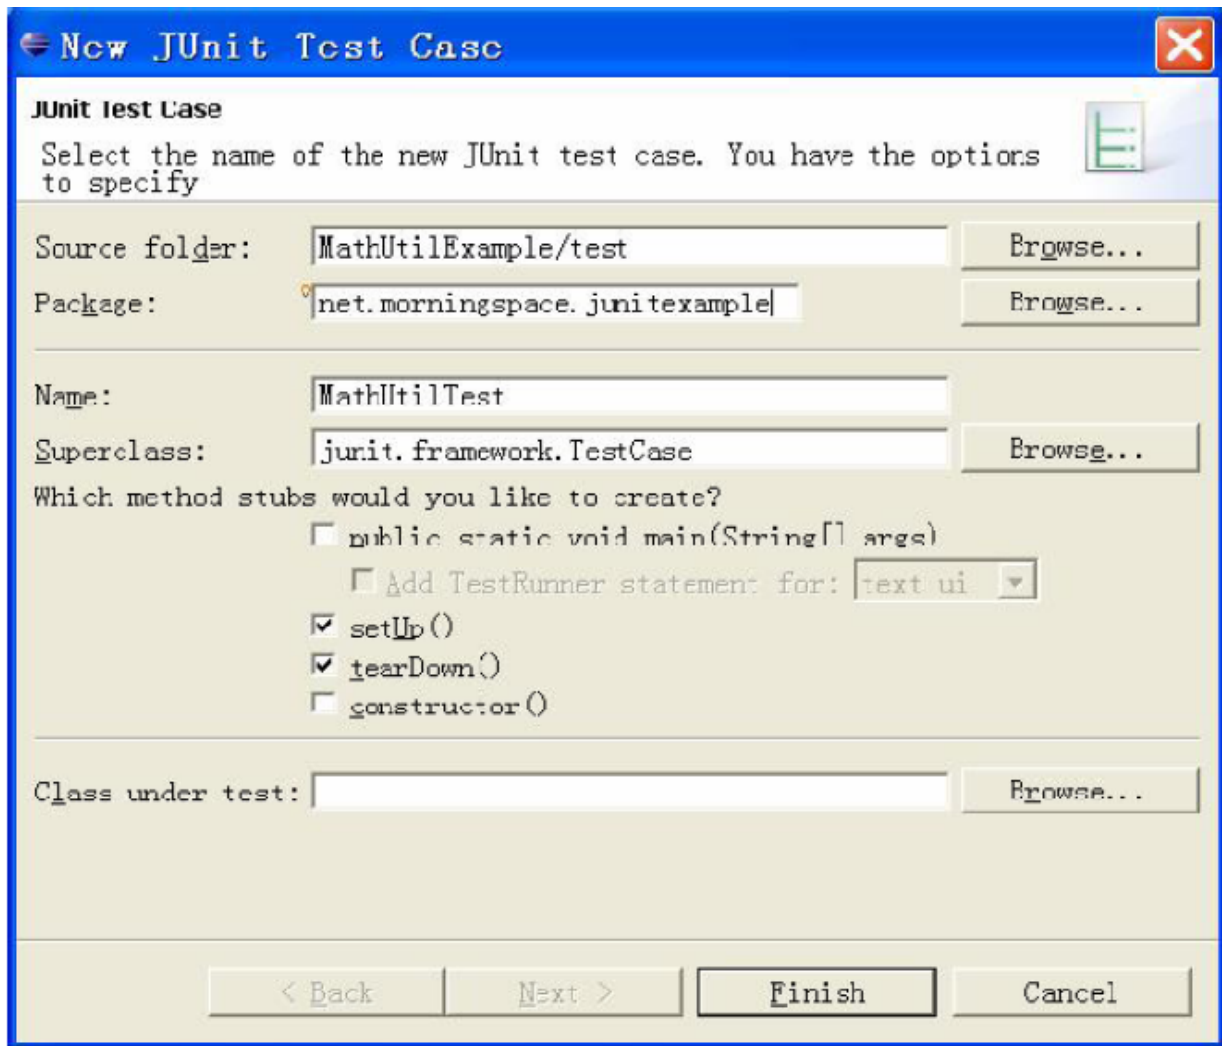 New JUnit Test Case
JUnit Test Case
Select the name of the new JUnit test case. You have the options
to specify
Source folder: MathUtilExample/test Browse...
Package: net.morningspace.junitexample Browse...
Name: MathUtilTest
Superclass: junit.framework.TestCase Browse...
Which method stubs would you like to create?
public static void main(String[] args)
Add TestRunner statement for: text ui
setUp()
tearDown()
constructor()
Class under test: Browse...
< Back Next > Finish Cancel